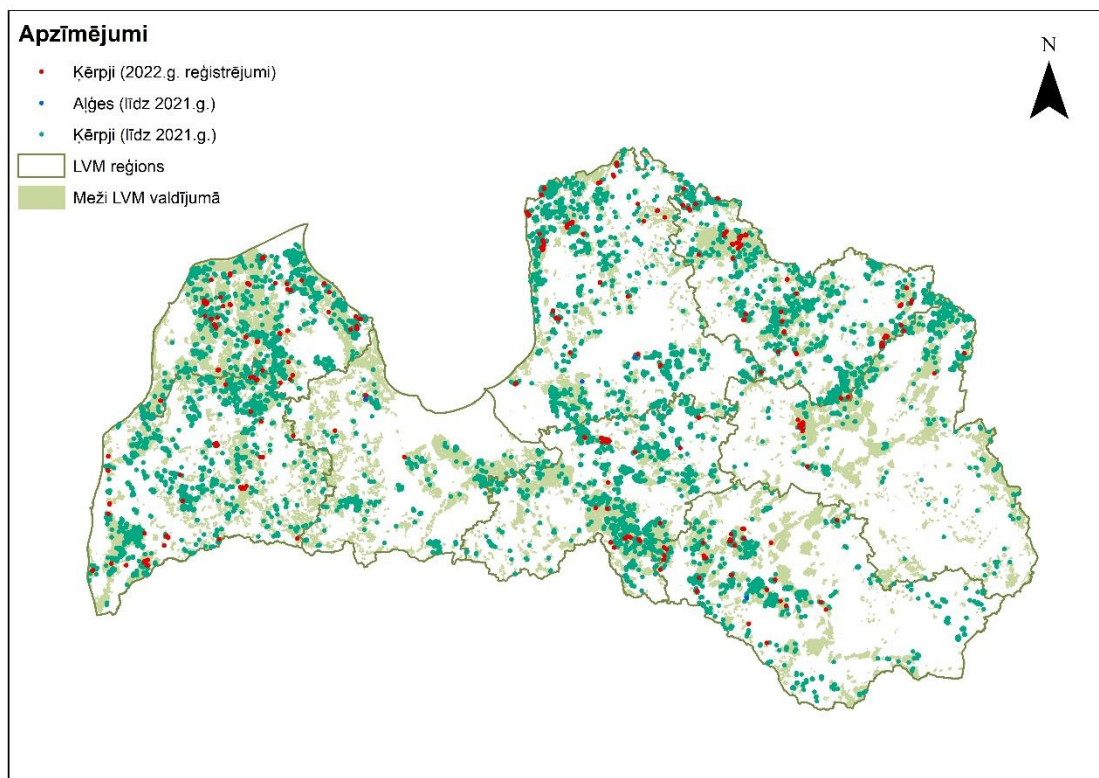 Apzīmējumi
Ķērpji (2022.g. reģistrējumi)
Aļģes (līdz 2021.g.)
Ķērpji (līdz 2021.g.)
LVM reģions
Meži LVM valdījumā
N